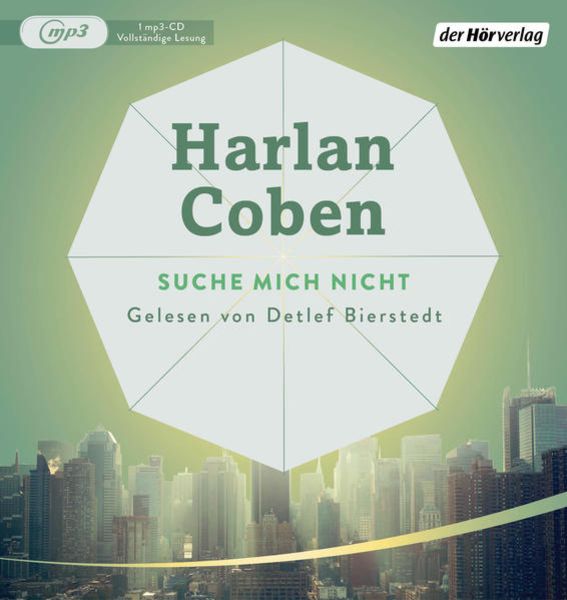 mp3
1 mp3-CD
Vollständige Lesung
der Hörverlag
Harlan
Coben
SUCHE MICH NICHT
Gelesen von Detlef Bierstedt